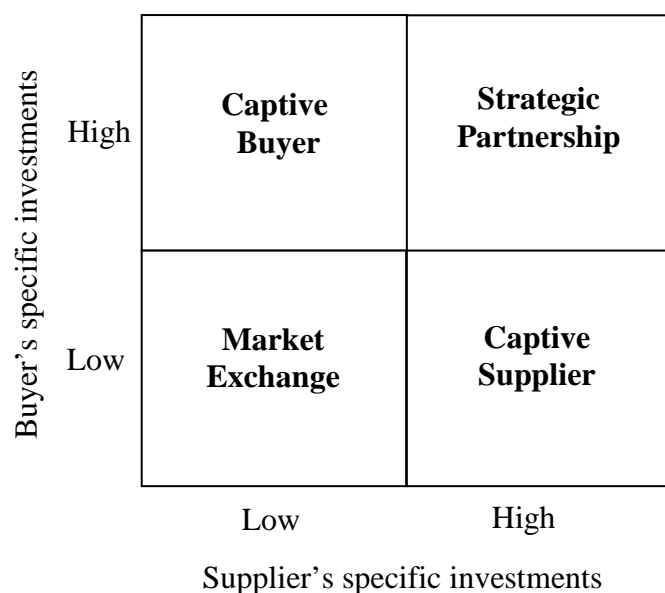 Buyer’s specific investments
High
Captive
Buyer
Strategic
Partnership
Low
Market
Exchange
Captive
Supplier
Low
High
Supplier’s specific investments